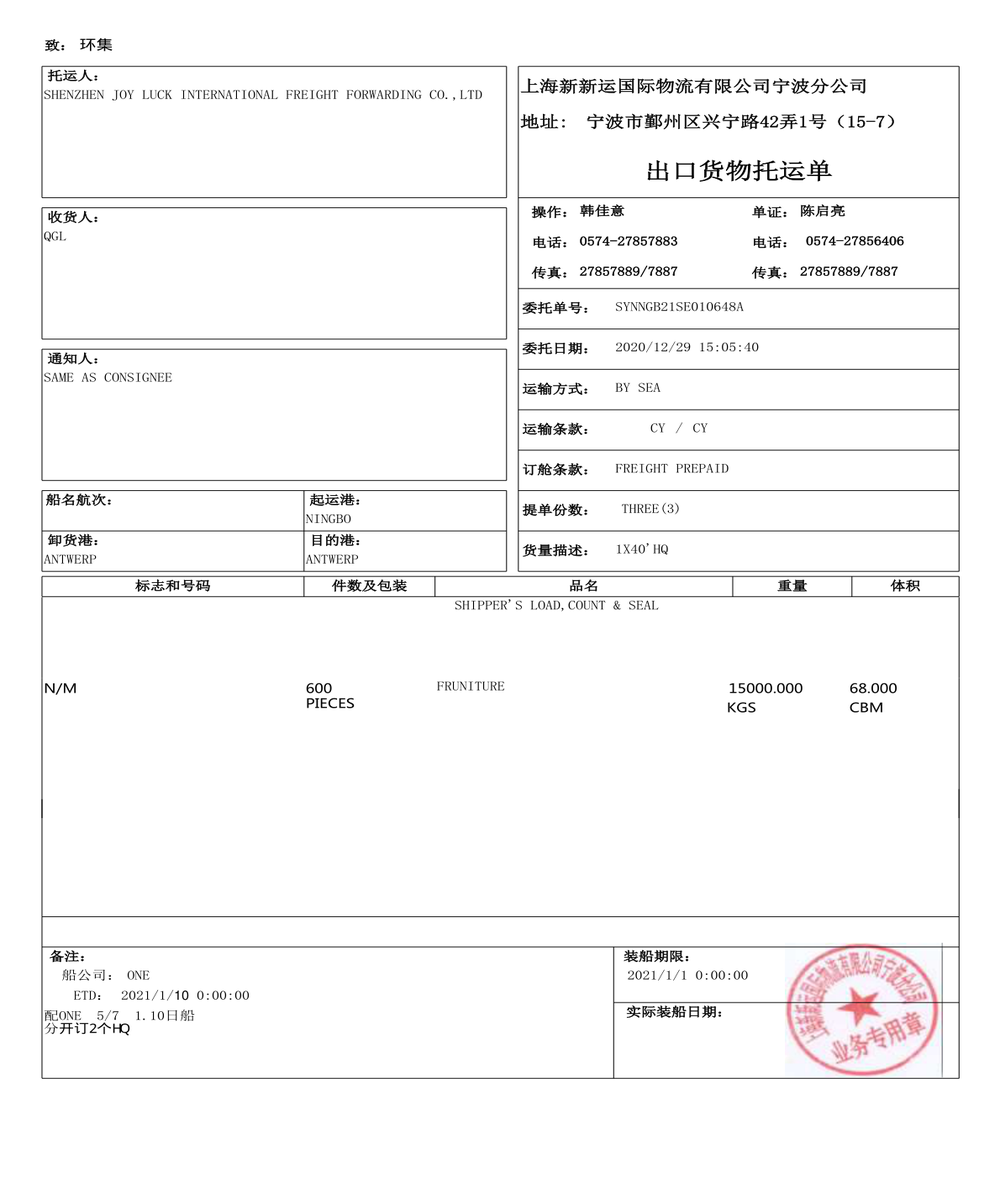 致： 环集
托运人：
SHENZHEN JOY LUCK INTERNATIONAL FREIGHT FORWARDING CO.,LTD
上海新新运国际物流有限公司宁波分公司
地址： 宁波市鄞州区兴宁路42弄1号（15-7）
出口货物托运单
收货人：
QGL
操作： 韩佳意 单证： 陈启亮
电话： 0574-27857883 电话： 0574-27856406
传真： 27857889/7887 传真： 27857889/7887
委托单号： SYNNGB21SE010648A
通知人：
SAME AS CONSIGNEE
委托日期： 2020/12/29 15:05:40
运输方式： BY SEA
运输条款： CY / CY
订舱条款： FREIGHT PREPAID
船名航次： 起运港：
NINGBO
提单份数： THREE(3)
卸货港： 目的港：
ANTWERP ANTWERP
货量描述： 1X40'HQ
标志和号码 件数及包装 品名 重量 体积
SHIPPER'S LOAD,COUNT & SEAL
N/M 600 FRUNITURE 15000.000 68.000
PIECES KGS CBM
备注：
船公司： ONE
ETD： 2021/1/10 0:00:00
配ONE 5/7 1.10日船
分开订2个HQ
装船期限：
2021/1/1 0:00:00
实际装船日期：
上海新新运国际物流有限公司宁波分公司
业务专用章